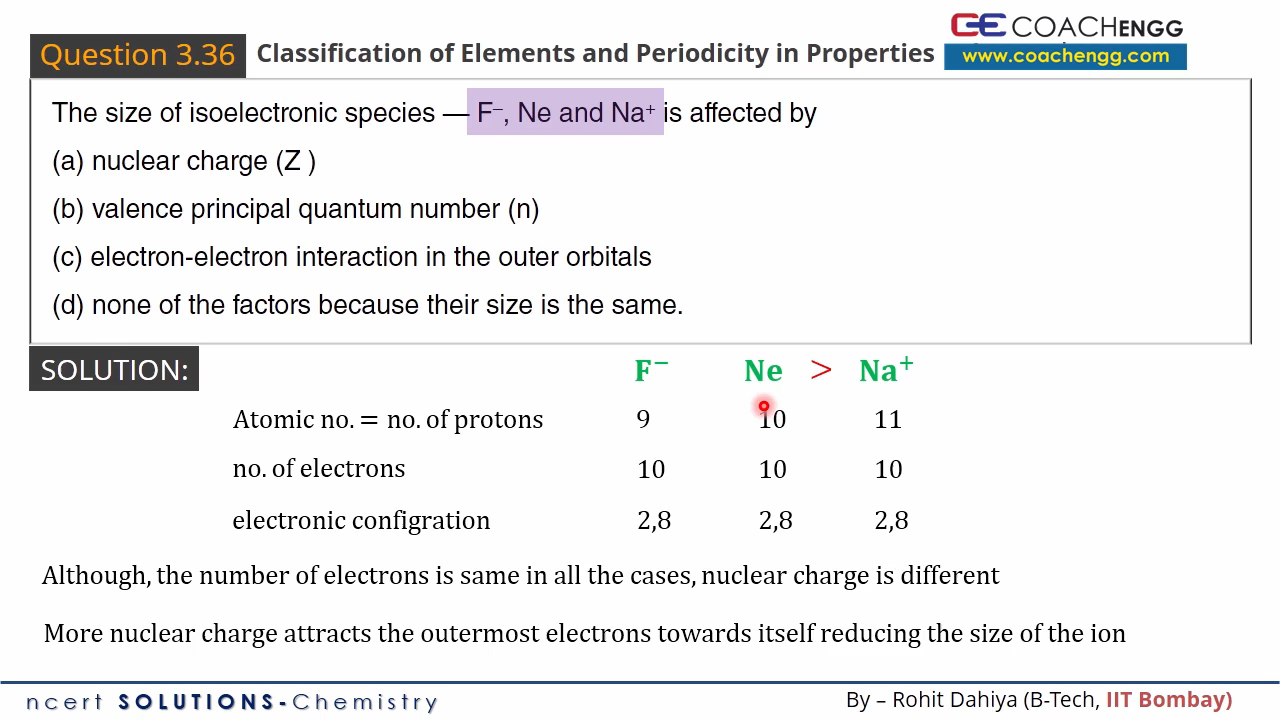 Question 3.36 Classification of Elements and Periodicity in Properties
COACHENGG
www.coachengg.com
The size of isoelectronic species — F⁻, Ne and Na⁺ is affected by
(a) nuclear charge (Z )
(b) valence principal quantum number (n)
(c) electron-electron interaction in the outer orbitals
(d) none of the factors because their size is the same.
SOLUTION: F⁻ Ne > Na⁺
Atomic no. = no. of protons 9 10 11
no. of electrons 10 10 10
electronic configration 2,8 2,8 2,8
Although, the number of electrons is same in all the cases, nuclear charge is different
More nuclear charge attracts the outermost electrons towards itself reducing the size of the ion
ncert SOLUTIONS-Chemistry By – Rohit Dahiya (B-Tech, IIT Bombay)